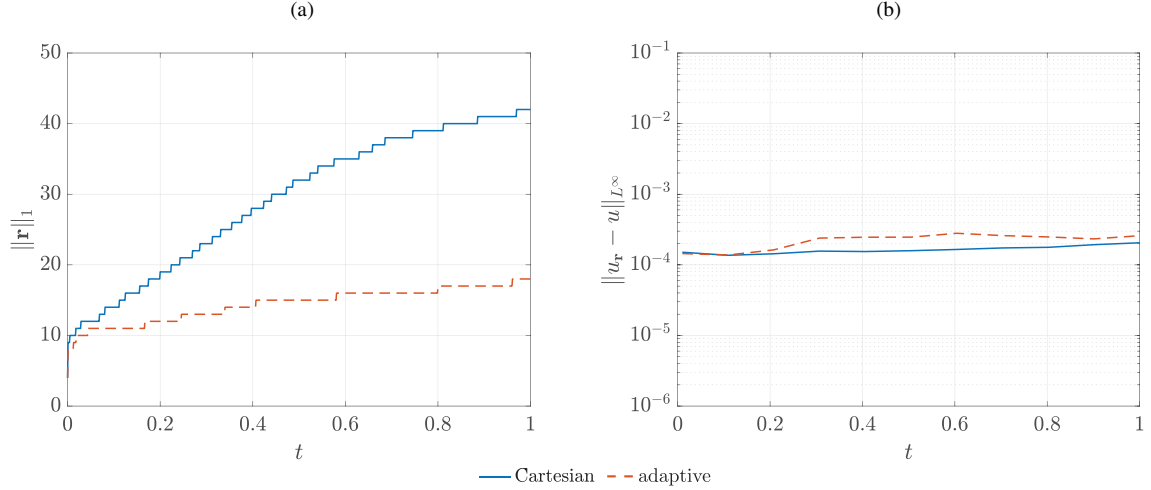 (a)
50
40
30
20
10
0
0 0.2 0.4 0.6 0.8 1
||𝐫||₁
t
(b)
10⁻¹
10⁻²
10⁻³
10⁻⁴
10⁻⁵
10⁻⁶
0 0.2 0.4 0.6 0.8 1
||u_𝐫 − u||_{L^∞}
t
Cartesian adaptive